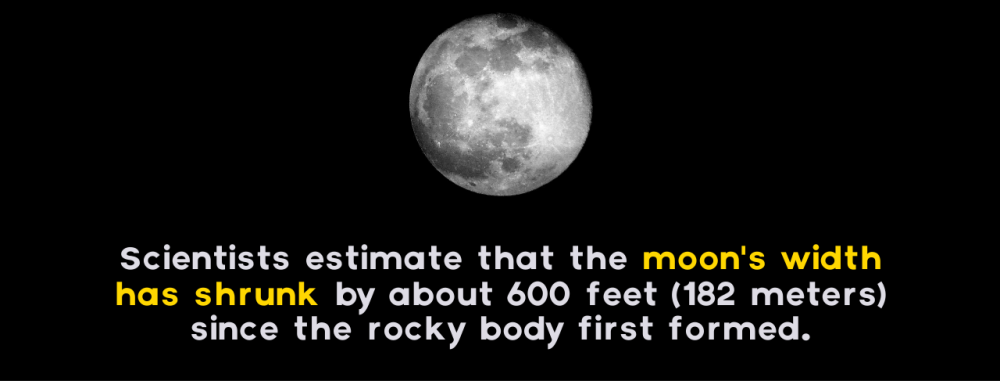 Scientists estimate that the moon's width
has shrunk by about 600 feet (182 meters)
since the rocky body first formed.